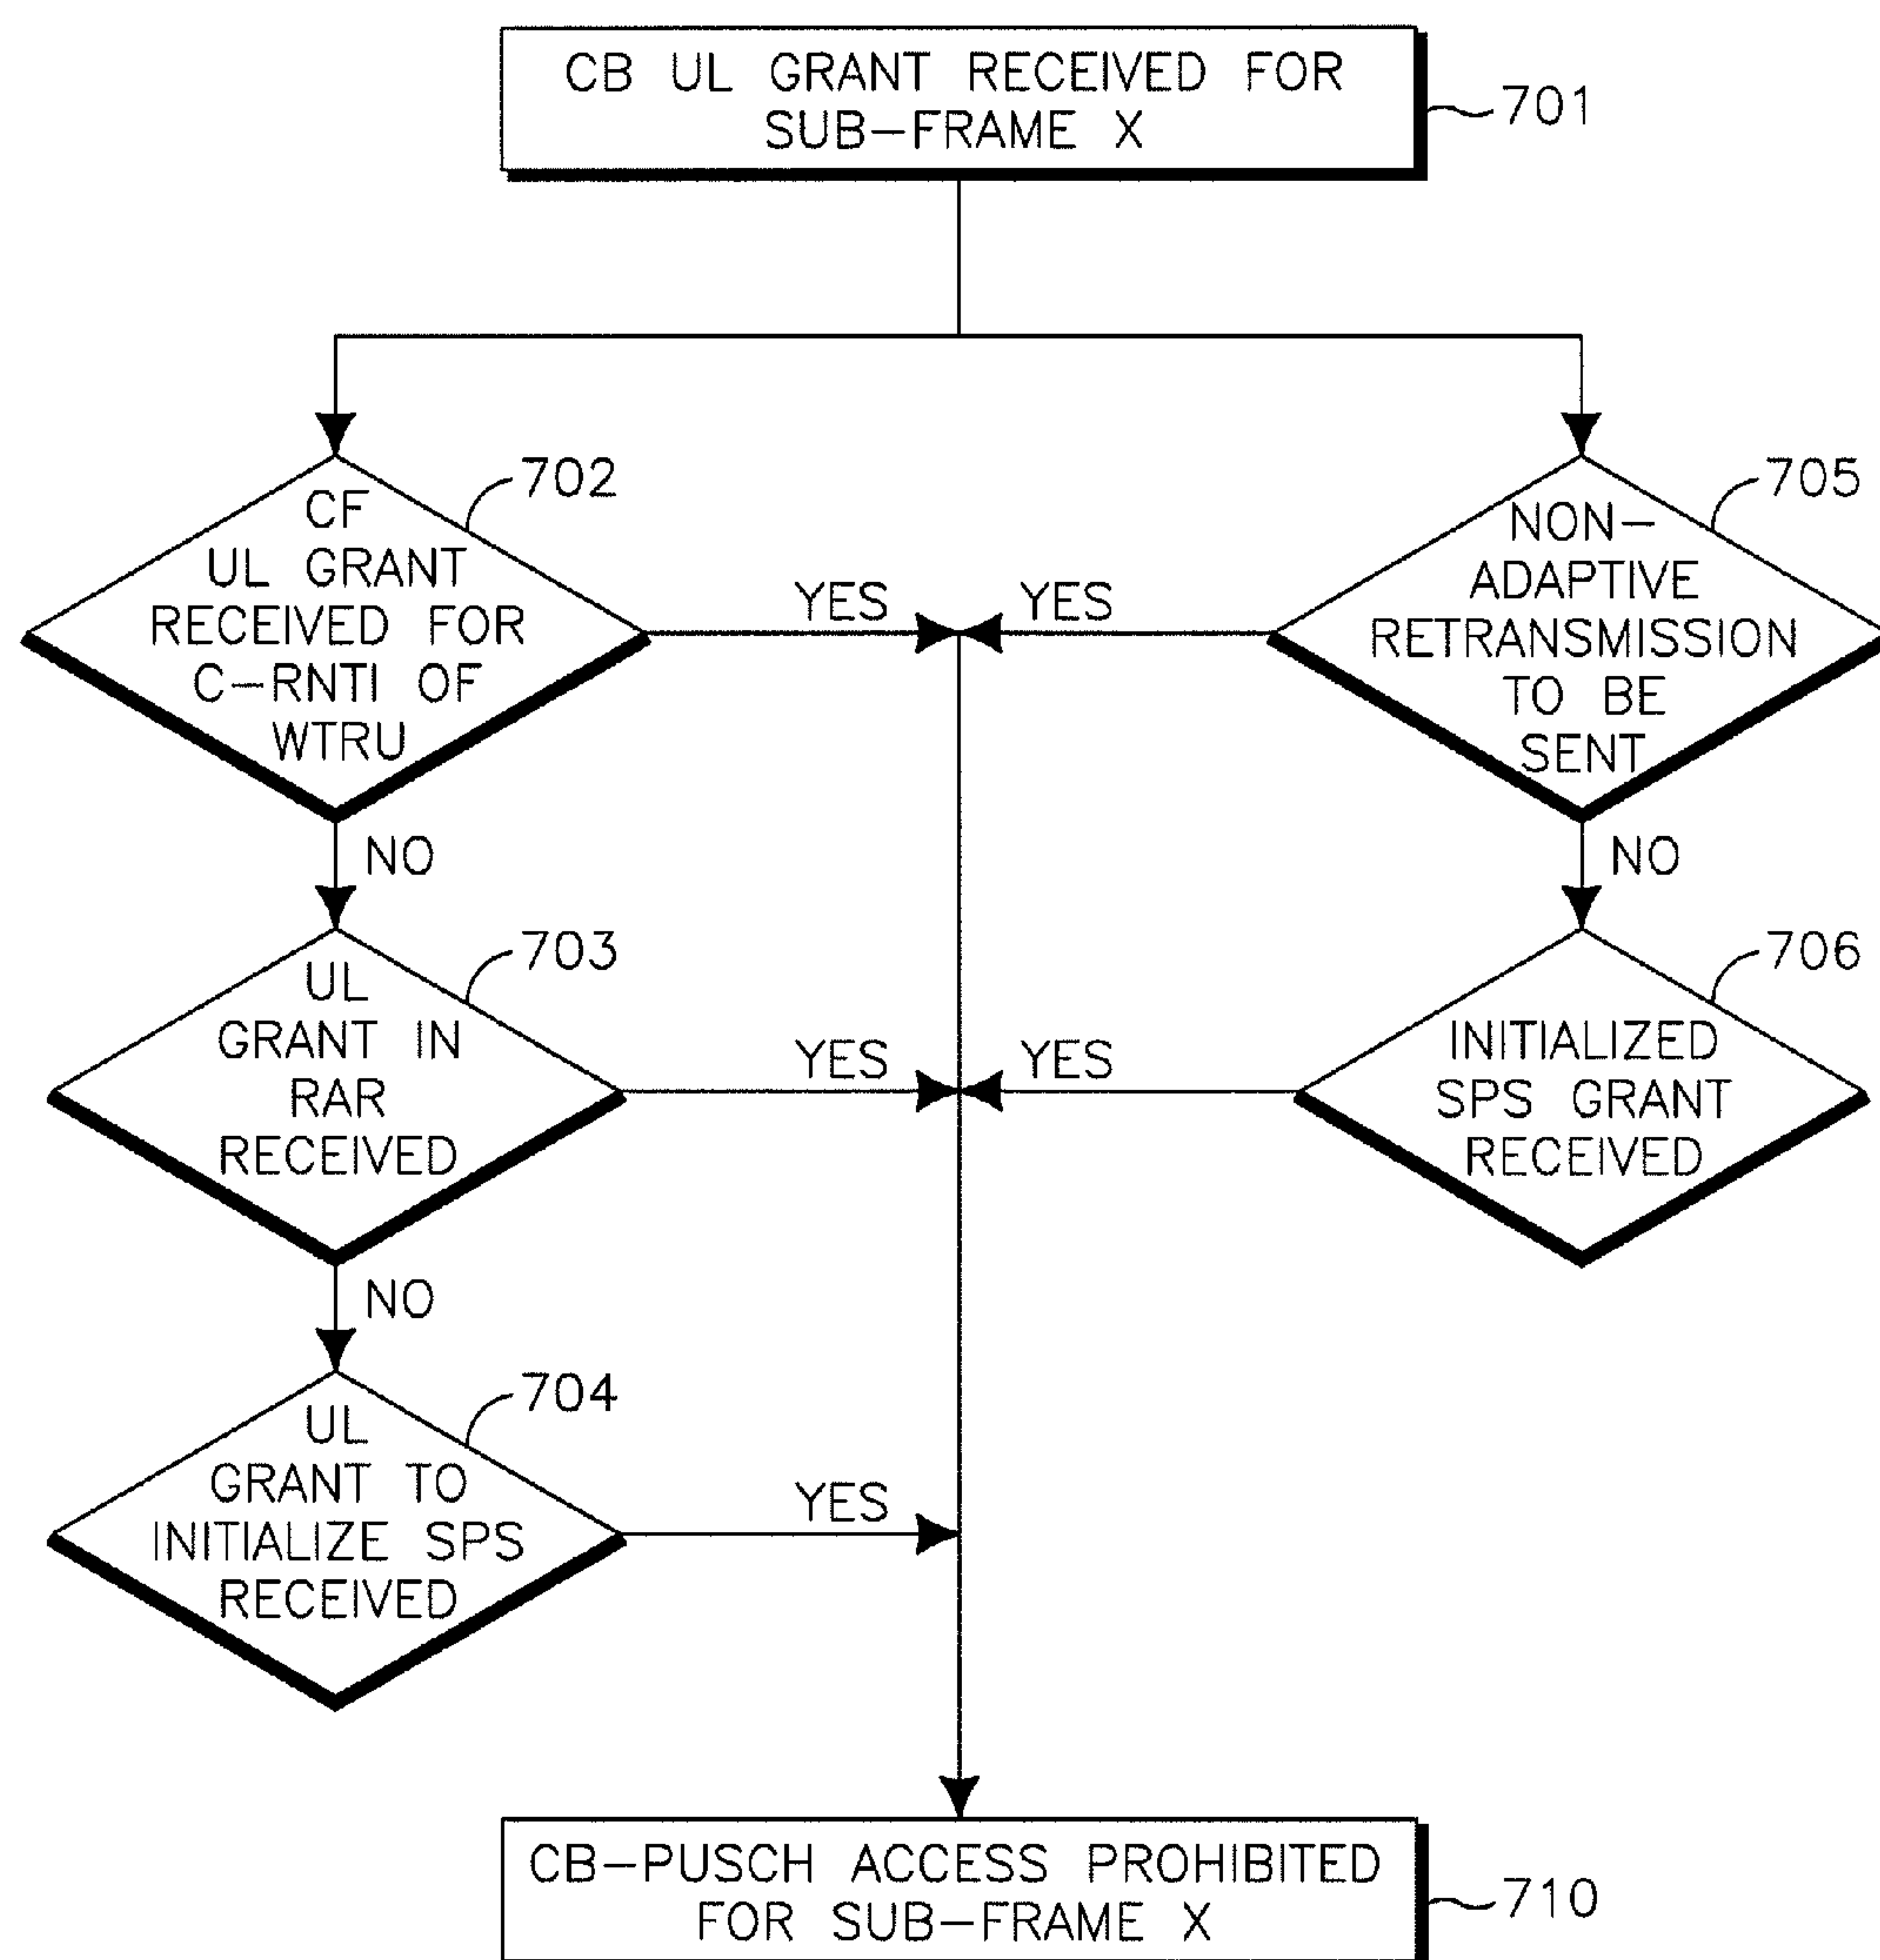 CB UL GRANT RECEIVED FOR
SUB-FRAME X
701
CF
UL GRANT
RECEIVED FOR
C-RNTI OF
WTRU
702
YES
YES
NON-
ADAPTIVE
RETRANSMISSION
TO BE
SENT
705
NO
NO
UL
GRANT IN
RAR
RECEIVED
703
YES
YES
INITIALIZED
SPS GRANT
RECEIVED
706
NO
UL
GRANT TO
INITIALIZE SPS
RECEIVED
704
YES
CB-PUSCH ACCESS PROHIBITED
FOR SUB-FRAME X
710